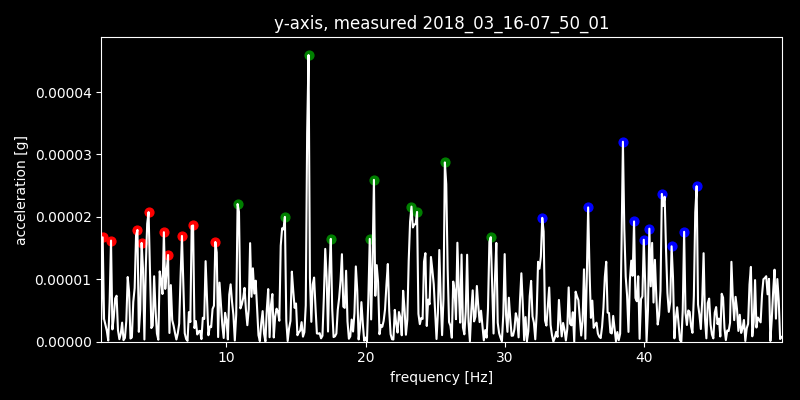 y-axis, measured 2018_03_16-07_50_01
acceleration [g]
0.00004
0.00003
0.00002
0.00001
0.00000
10 20 30 40
frequency [Hz]